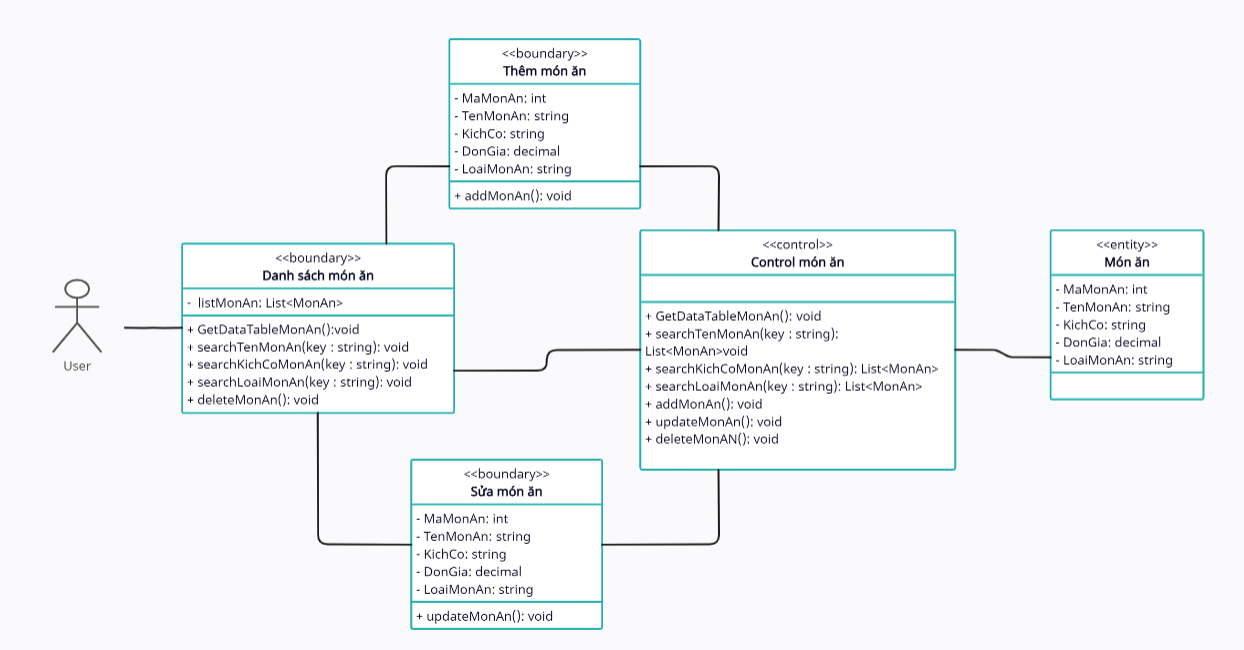 <<boundary>>
Thêm món ăn
- MaMonAn: int
- TenMonAn: string
- KichCo: string
- DonGia: decimal
- LoaiMonAn: string
+ addMonAn(): void
User
<<boundary>>
Danh sách món ăn
- listMonAn: List<MonAn>
+ GetDataTableMonAn():void
+ searchTenMonAn(key : string): void
+ searchKichCoMonAn(key : string): void
+ searchLoaiMonAn(key : string): void
+ deleteMonAn(): void
<<control>>
Control món ăn
+ GetDataTableMonAn(): void
+ searchTenMonAn(key : string):
List<MonAn>void
+ searchKichCoMonAn(key : string): List<MonAn>
+ searchLoaiMonAn(key : string): List<MonAn>
+ addMonAn(): void
+ updateMonAn(): void
+ deleteMonAN(): void
<<entity>>
Món ăn
- MaMonAn: int
- TenMonAn: string
- KichCo: string
- DonGia: decimal
- LoaiMonAn: string
<<boundary>>
Sửa món ăn
- MaMonAn: int
- TenMonAn: string
- KichCo: string
- DonGia: decimal
- LoaiMonAn: string
+ updateMonAn(): void